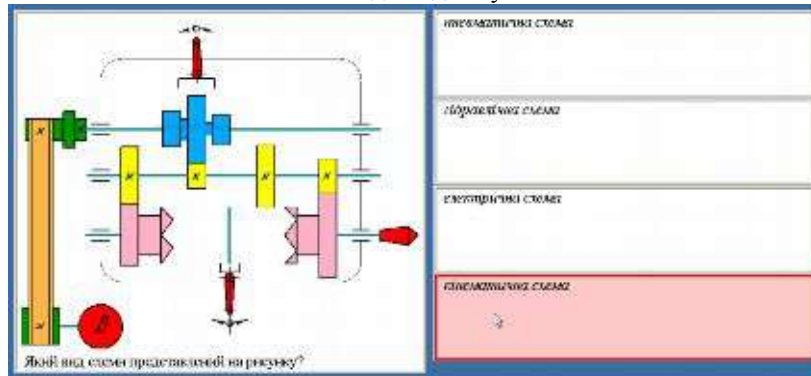 пневматична схема
гідравлічна схема
електрична схема
кінематична схема
Який вид схеми представлений на рисунку?